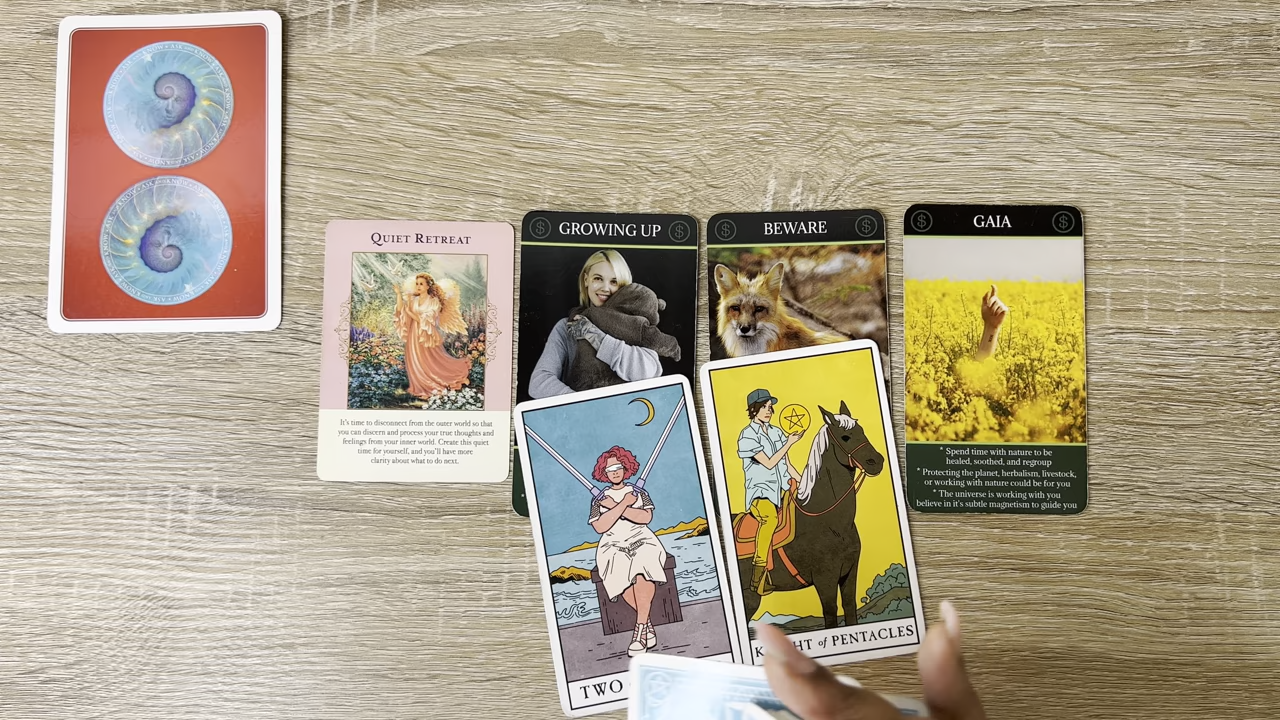 QUIET RETREAT
It's time to disconnect from the outer world so that
you can discern and process your true thoughts and
feelings from your inner world. Create this quiet
time for yourself, and you'll have more
clarity about what to do next.
$ GROWING UP $
$ BEWARE $
$ GAIA $
* Spend time with nature to be
healed, soothed, and regroup
* Protecting the planet, herbalism, livestock,
or working with nature could be for you
* The universe is working with you
believe in it's subtle magnetism to guide you
TWO
OF PENTACLES